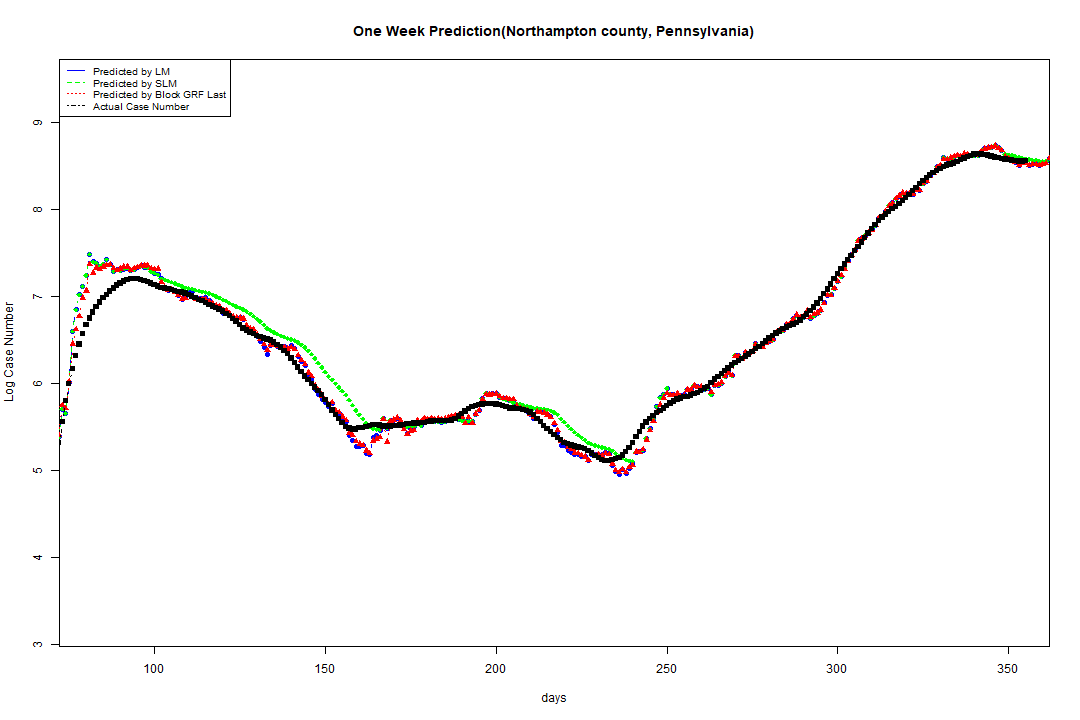 One Week Prediction(Northampton county, Pennsylvania)
Predicted by LM
Predicted by SLM
Predicted by Block GRF Last
Actual Case Number
9
8
7
6
5
4
3
Log Case Number
100 150 200 250 300 350
days